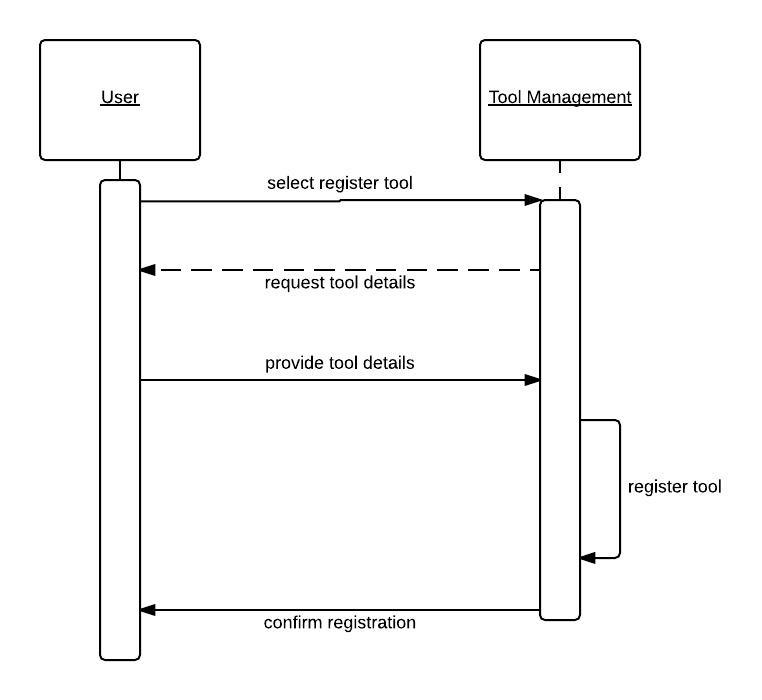 User
Tool Management
select register tool
request tool details
provide tool details
register tool
confirm registration